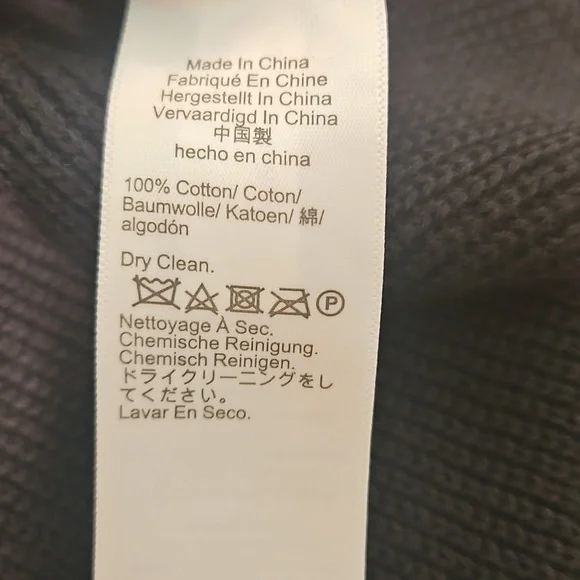 Made In China
Fabriqué En Chine
Hergestellt In China
Vervaardigd In China
中国製
hecho en china
100% Cotton/ Coton/
Baumwolle/ Katoen/ 綿/
algodón
Dry Clean.
P
Nettoyage À Sec.
Chemische Reinigung.
Chemisch Reinigen.
ドライクリーニングをし
てください。
Lavar En Seco.